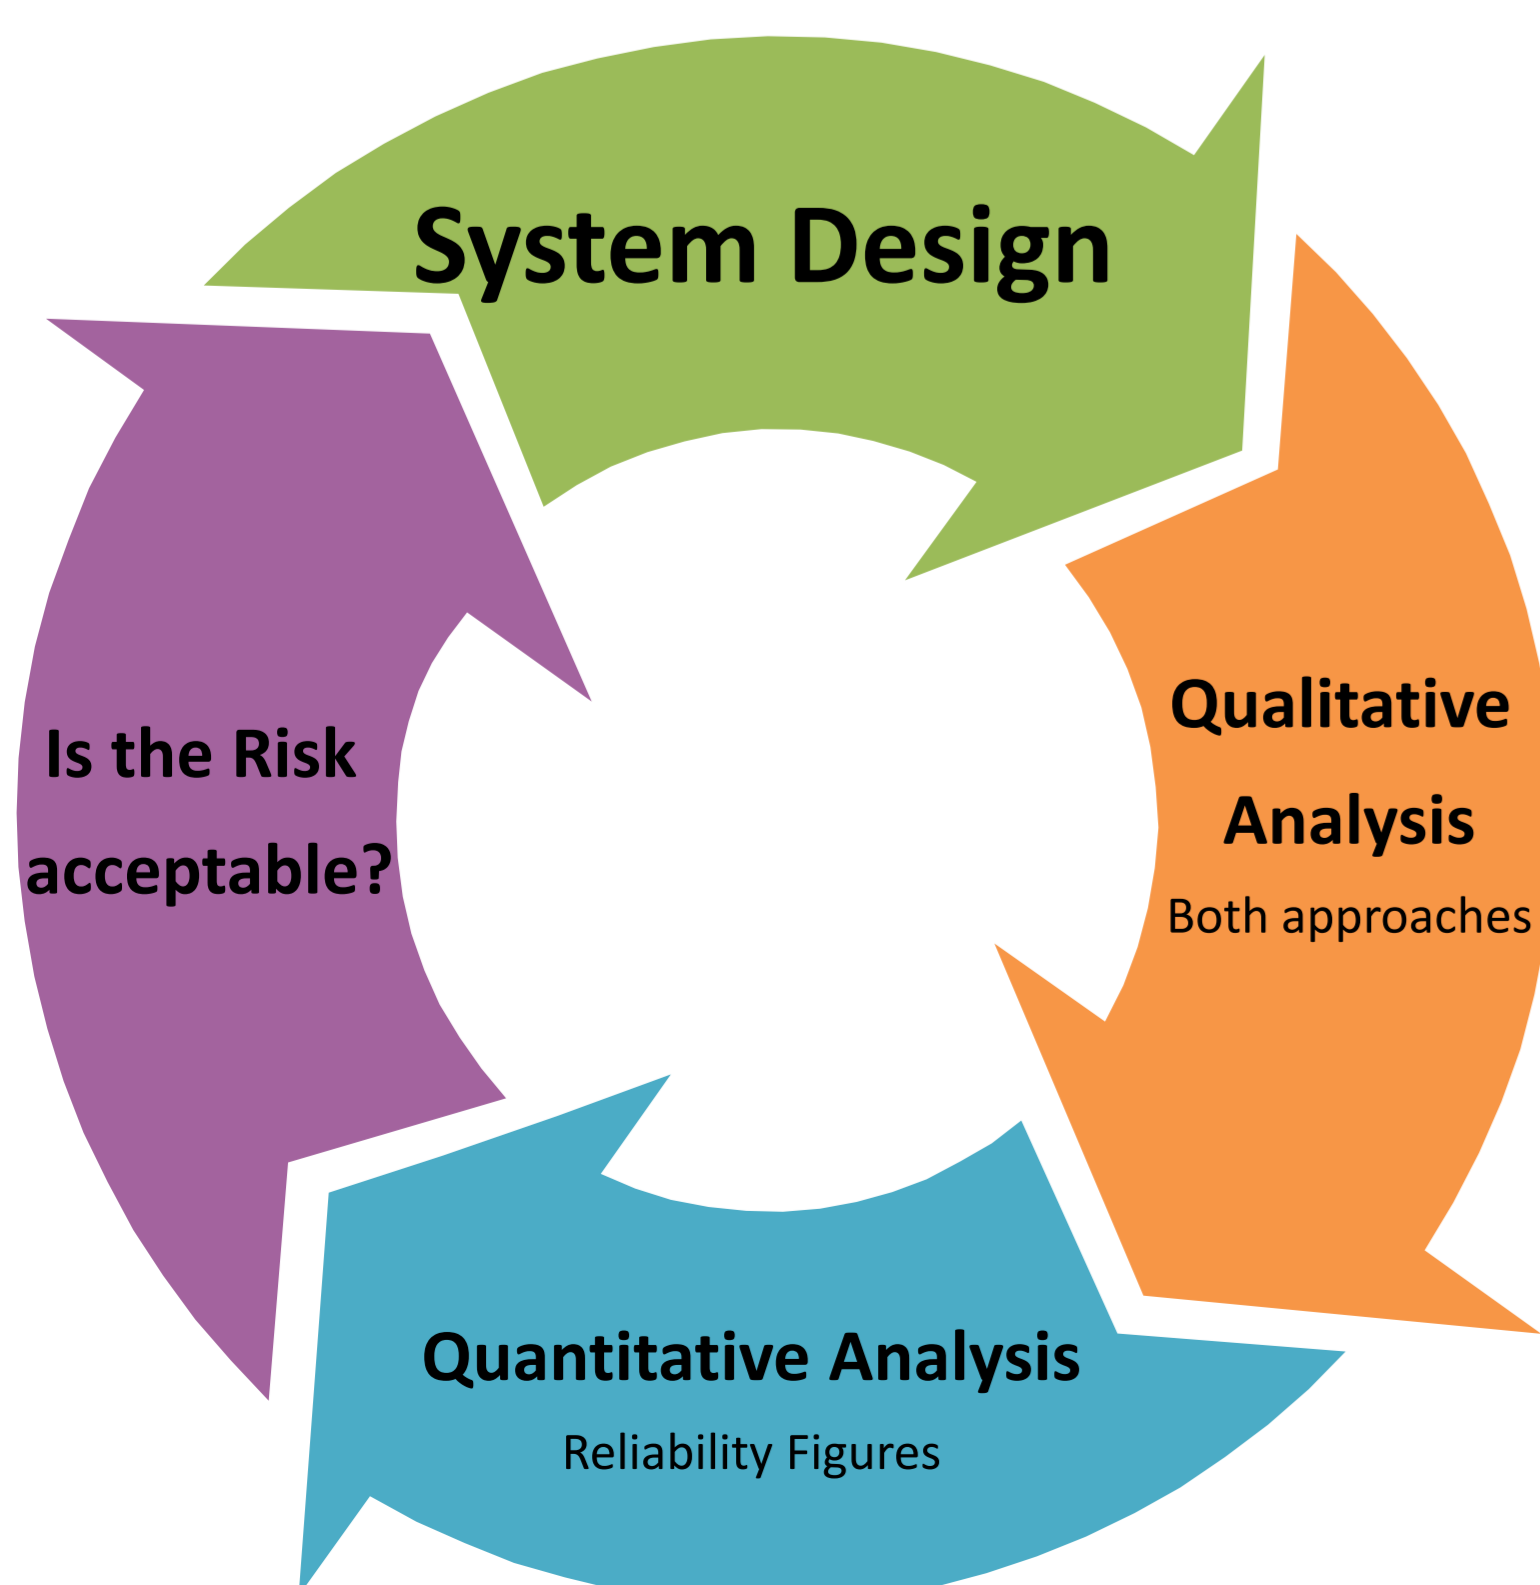 System Design
Qualitative
Analysis
Both approaches
Quantitative Analysis
Reliability Figures
Is the Risk
acceptable?